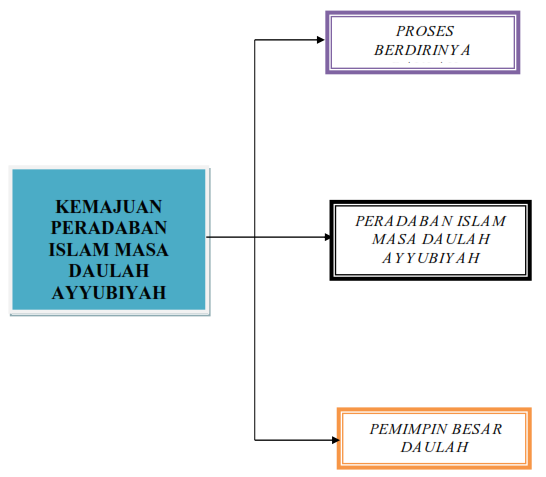 PROSES
BERDIRINYA
KEMAJUAN
PERADABAN
ISLAM MASA
DAULAH
AYYUBIYAH
PERADABAN ISLAM
MASA DAULAH
AYYUBIYAH
PEMIMPIN BESAR
DAULAH